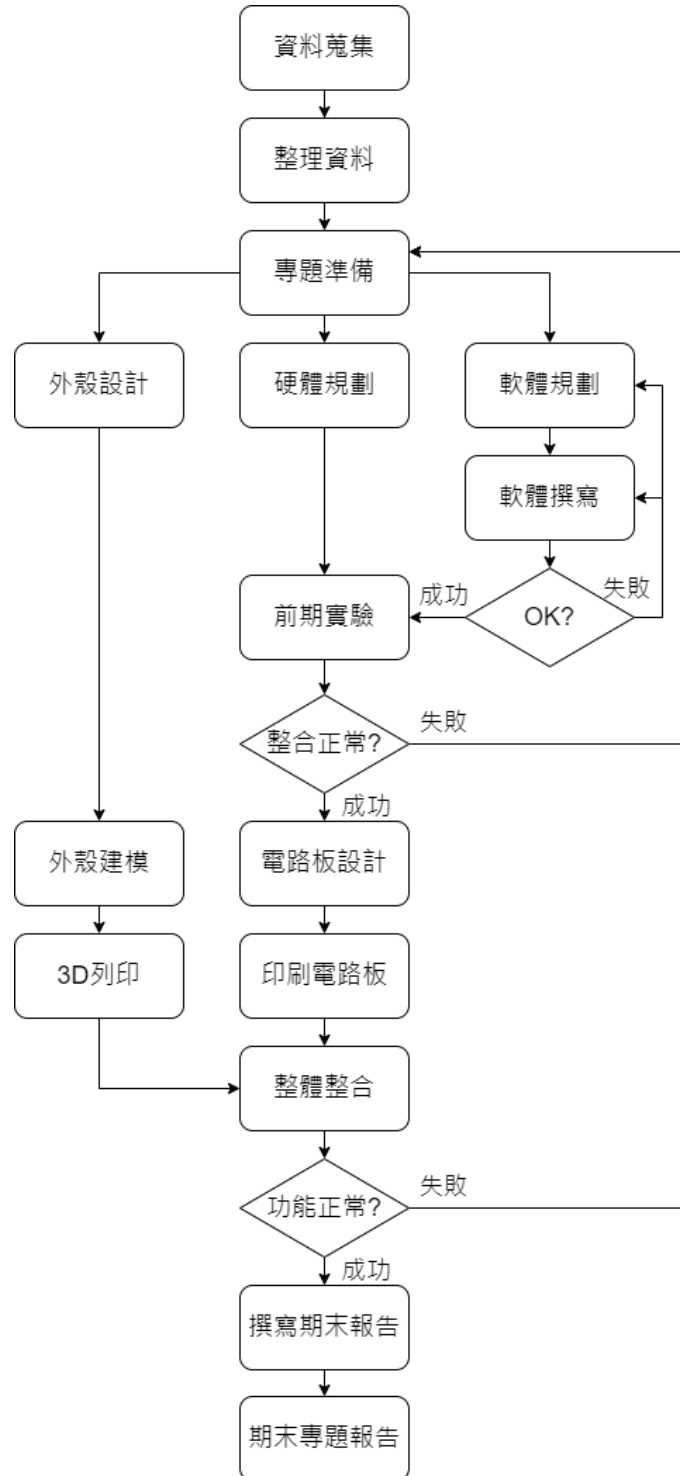 資料蒐集
整理資料
專題準備
外殼設計
硬體規劃
軟體規劃
軟體撰寫
前期實驗
成功
OK?
失敗
整合正常?
失敗
成功
外殼建模
電路板設計
3D列印
印刷電路板
整體整合
功能正常?
失敗
成功
撰寫期末報告
期末專題報告